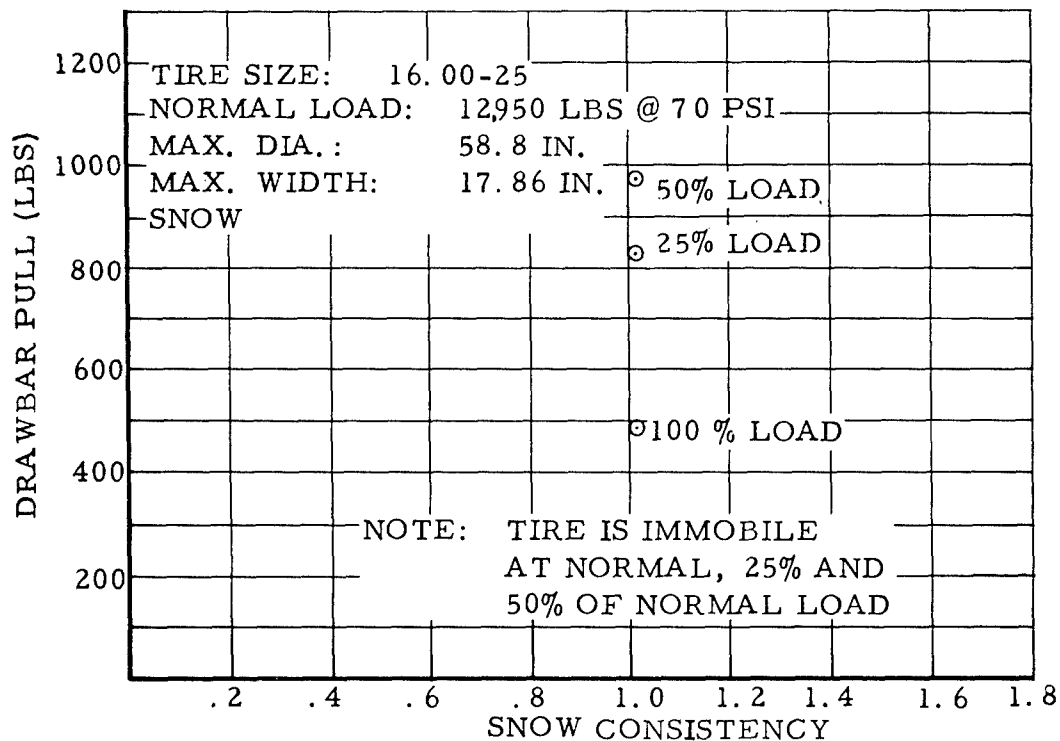 1200
1000
800
600
400
200
DRAWBAR PULL (LBS)
TIRE SIZE: 16.00-25
NORMAL LOAD: 12,950 LBS @ 70 PSI
MAX. DIA.: 58.8 IN.
MAX. WIDTH: 17.86 IN.
SNOW
50% LOAD
25% LOAD
100 % LOAD
NOTE: TIRE IS IMMOBILE
AT NORMAL, 25% AND
50% OF NORMAL LOAD
.2 .4 .6 .8 1.0 1.2 1.4 1.6 1.8
SNOW CONSISTENCY